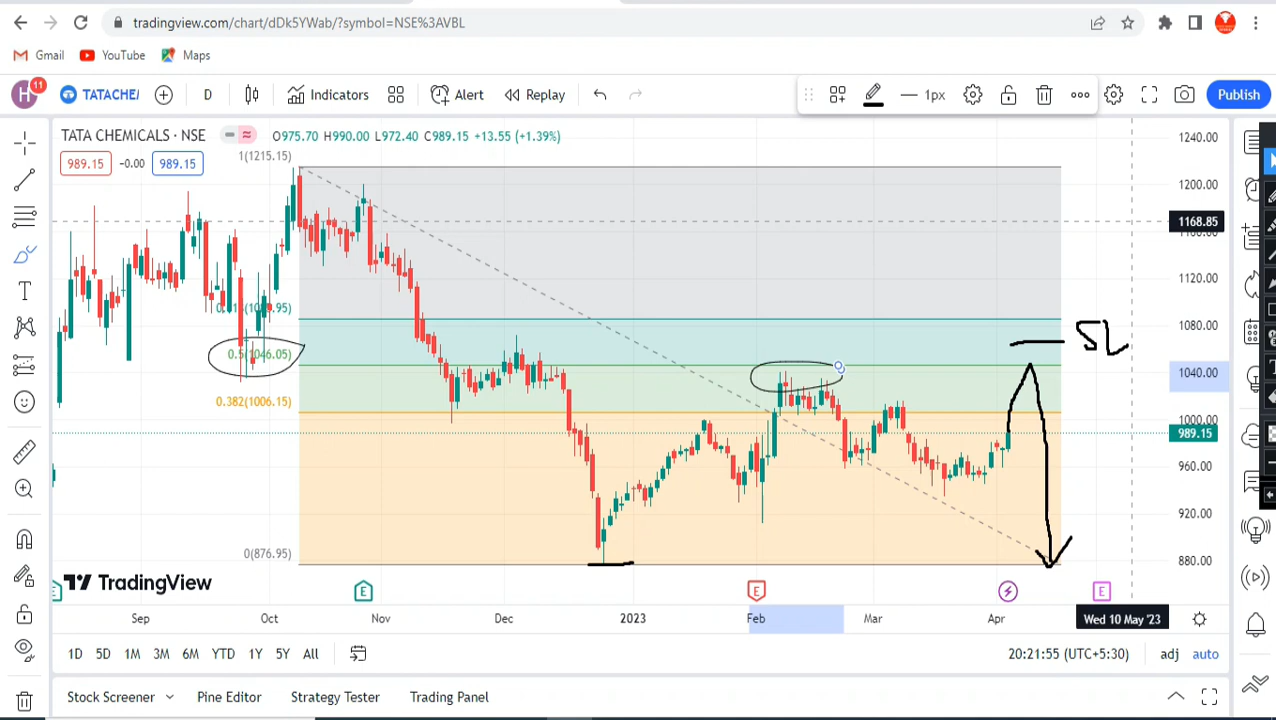 tradingview.com/chart/dDk5YWab/?symbol=NSE%3AVBL
Gmail YouTube Maps
H 11 TATACHE D Indicators Alert Replay 1px Publish
TATA CHEMICALS · NSE O975.70 H990.00 L972.40 C989.15 +13.55 (+1.39%)
989.15 -0.00 989.15
1(1215.15)
0.5(1046.05)
0.382(1006.15)
0(876.95)
SL
1240.00
1200.00
1168.85
1120.00
1080.00
1040.00
1000.00
989.15
960.00
920.00
880.00
TradingView
E E E E
Sep Oct Nov Dec 2023 Feb Mar Apr Wed 10 May '23
1D 5D 1M 3M 6M YTD 1Y 5Y All 20:21:55 (UTC+5:30) adj auto
Stock Screener Pine Editor Strategy Tester Trading Panel